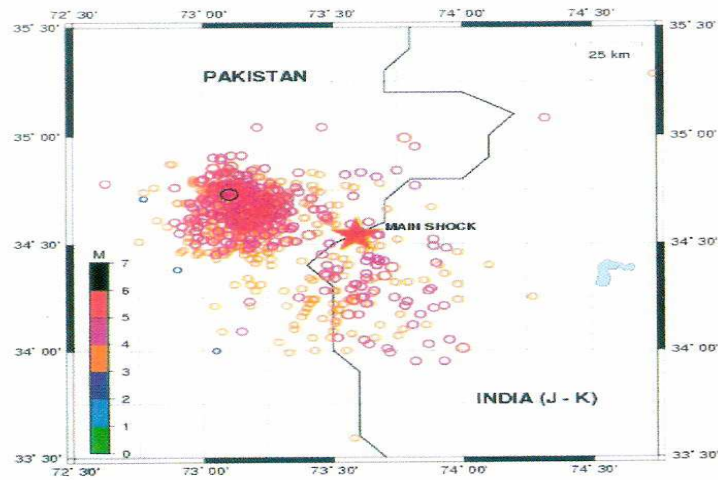 72° 30' 73° 00' 73° 30' 74° 00' 74° 30'
35° 30' 35° 30'
25 km
PAKISTAN
35° 00' 35° 00'
MAIN SHOCK
34° 30' 34° 30'
M
7
6
5
4
3
2
1
0
34° 00' 34° 00'
INDIA (J - K)
33° 30' 33° 30'
72° 30' 73° 00' 73° 30' 74° 00' 74° 30'